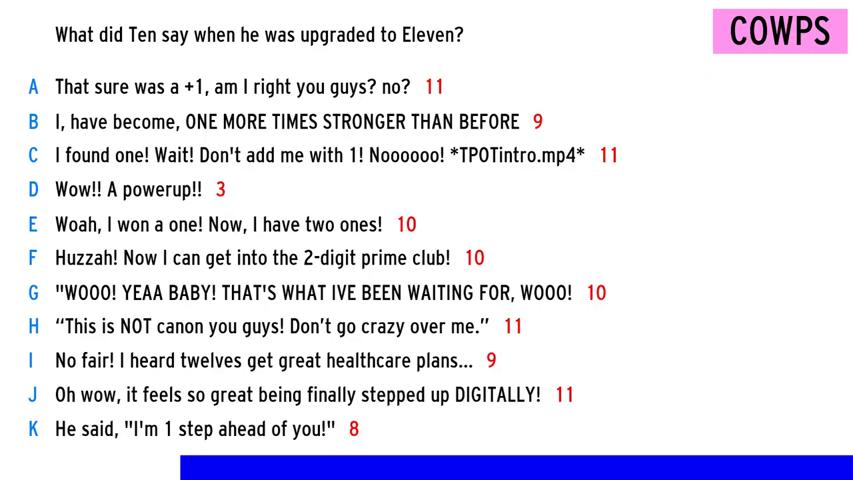 What did Ten say when he was upgraded to Eleven?
COWPS
A That sure was a +1, am I right you guys? no? 11
B I, have become, ONE MORE TIMES STRONGER THAN BEFORE 9
C I found one! Wait! Don't add me with 1! Noooooo! *TPOTintro.mp4* 11
D Wow!! A powerup!! 3
E Woah, I won a one! Now, I have two ones! 10
F Huzzah! Now I can get into the 2-digit prime club! 10
G "WOOO! YEAA BABY! THAT'S WHAT IVE BEEN WAITING FOR, WOOO! 10
H “This is NOT canon you guys! Don’t go crazy over me.” 11
I No fair! I heard twelves get great healthcare plans... 9
J Oh wow, it feels so great being finally stepped up DIGITALLY! 11
K He said, "I'm 1 step ahead of you!" 8